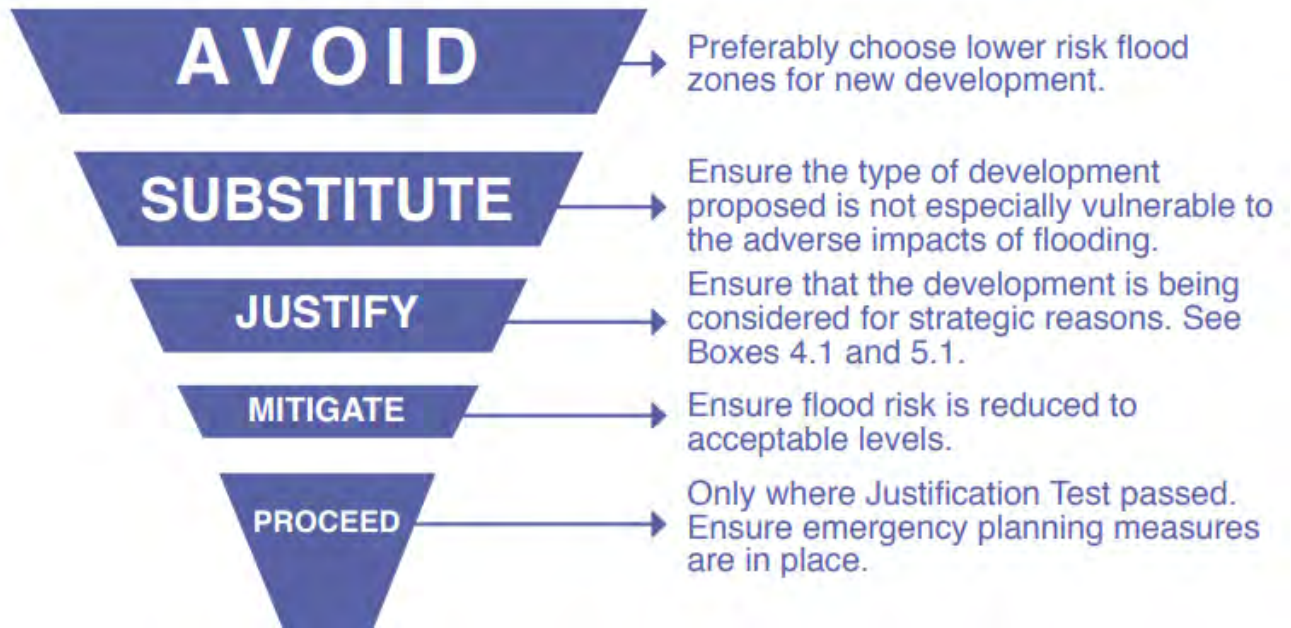 AVOID
Preferably choose lower risk flood
zones for new development.
SUBSTITUTE
Ensure the type of development
proposed is not especially vulnerable to
the adverse impacts of flooding.
JUSTIFY
Ensure that the development is being
considered for strategic reasons. See
Boxes 4.1 and 5.1.
MITIGATE
Ensure flood risk is reduced to
acceptable levels.
PROCEED
Only where Justification Test passed.
Ensure emergency planning measures
are in place.